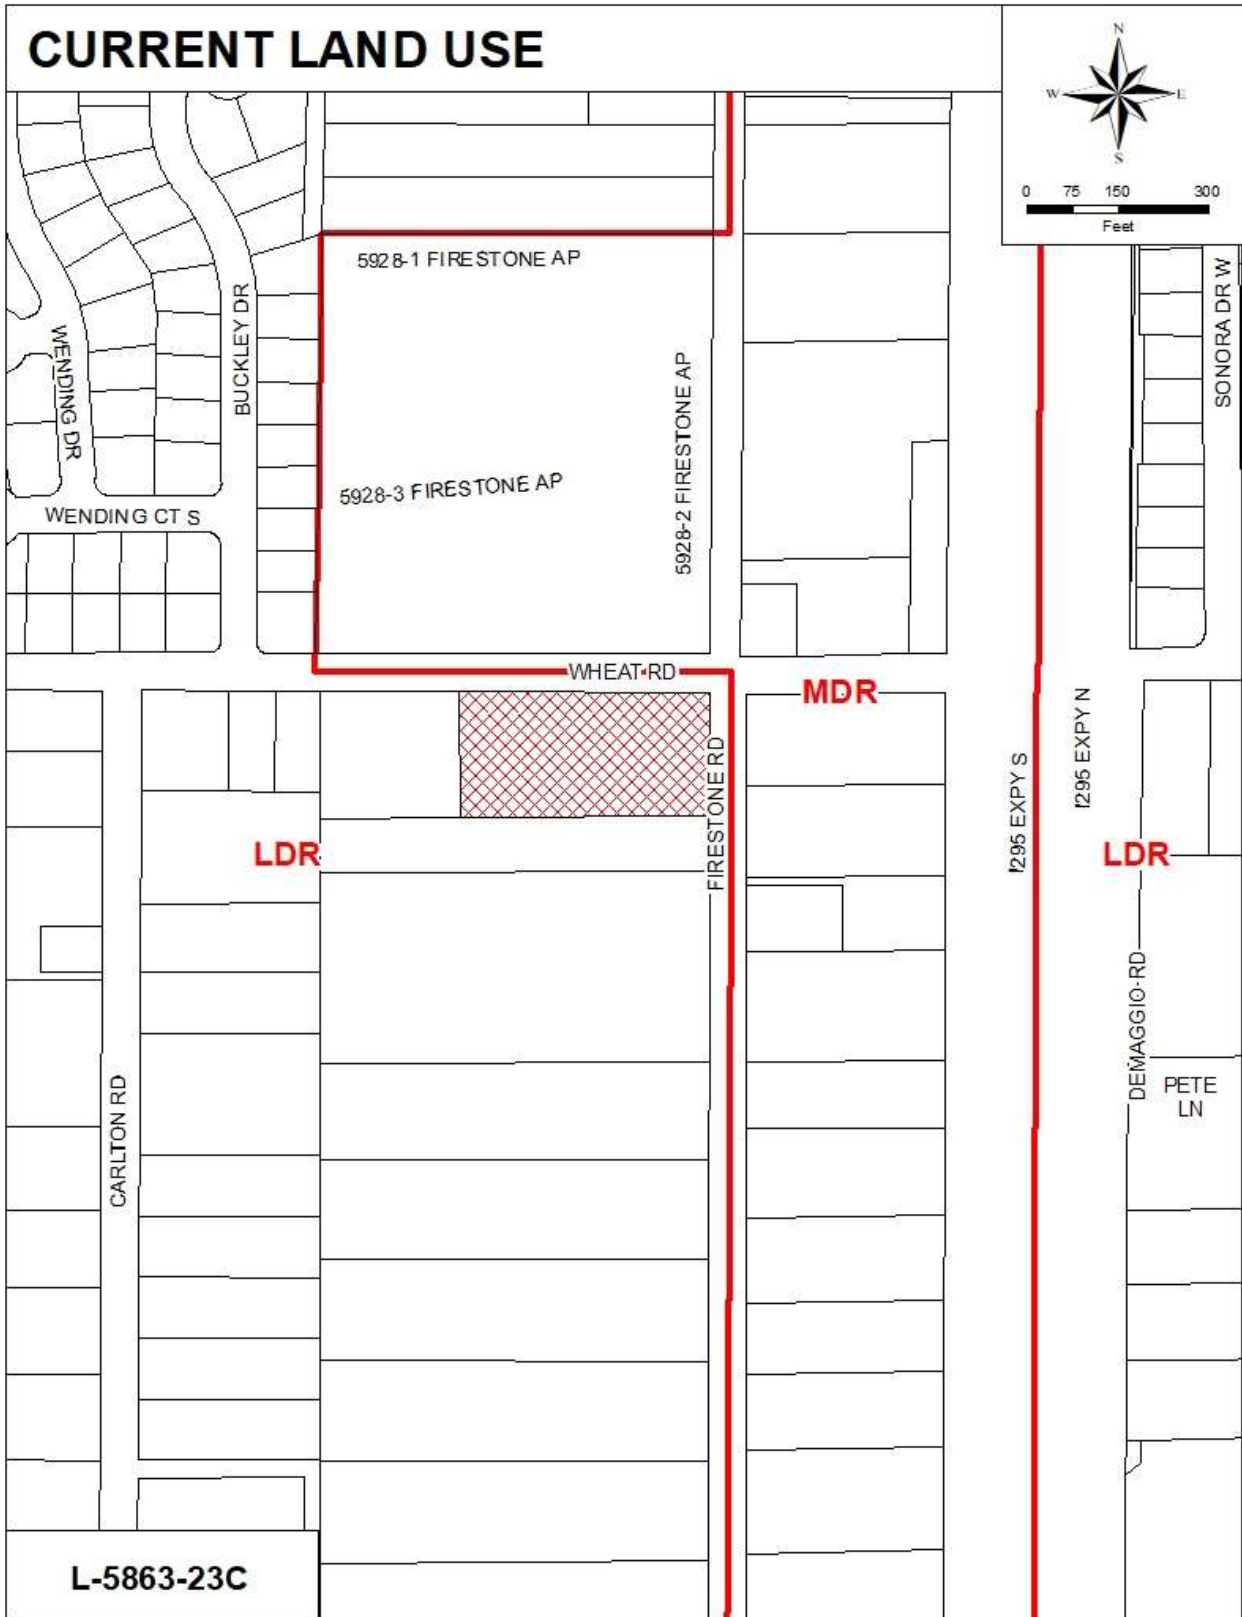 CURRENT LAND USE
N
W
E
S
0 75 150 300
Feet
5928-1 FIRESTONE AP
BUCKLEY DR
WENDING DR
SONORA DR W
5928-2 FIRESTONE AP
5928-3 FIRESTONE AP
WENDING CT S
WHEAT RD
MDR
I295 EXPY N
FIRESTONE RD
I295 EXPY S
LDR
LDR
DEMAGGIO RD
CARLTON RD
PETE
LN
L-5863-23C